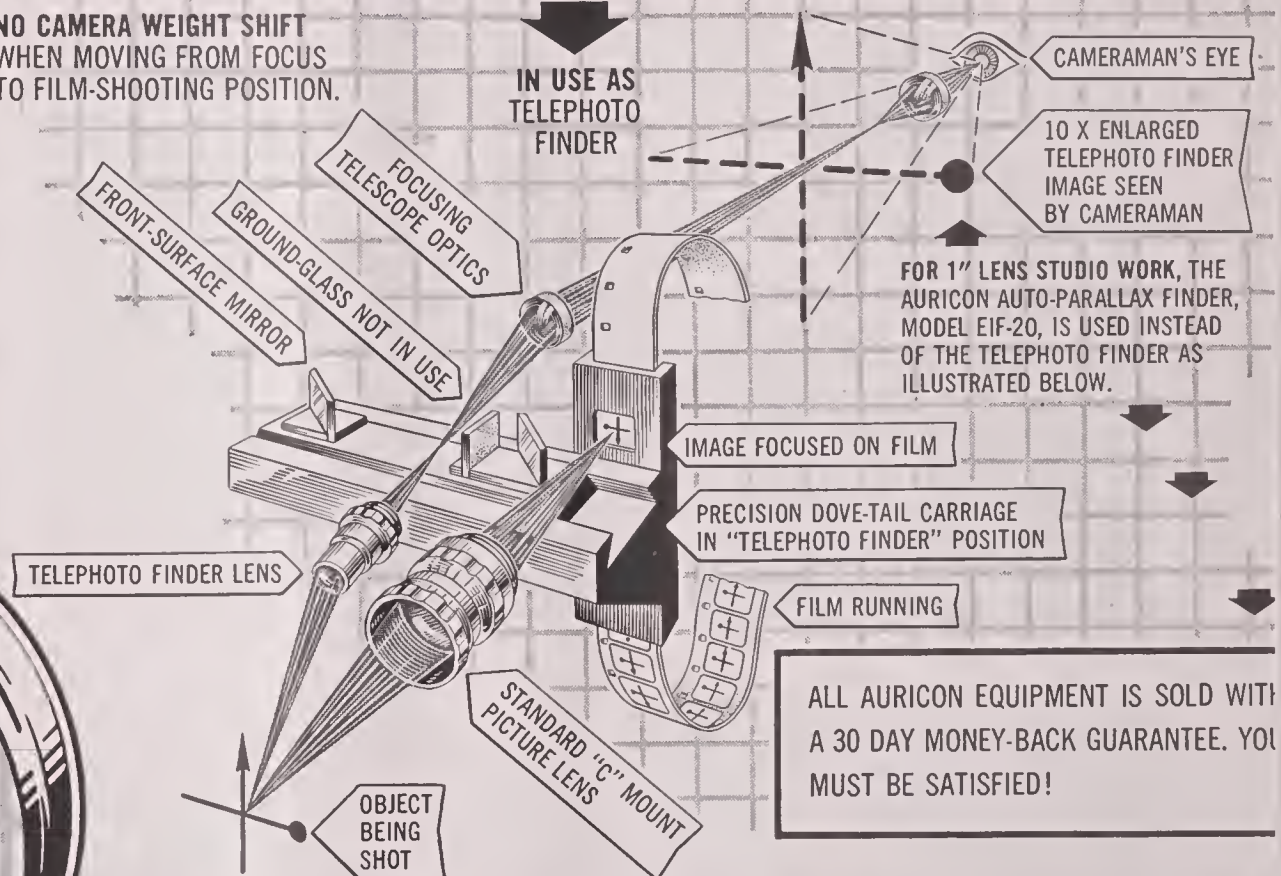 NO CAMERA WEIGHT SHIFT
WHEN MOVING FROM FOCUS
TO FILM-SHOOTING POSITION.
IN USE AS
TELEPHOTO
FINDER
CAMERAMAN'S EYE
10 X ENLARGED
TELEPHOTO FINDER
IMAGE SEEN
BY CAMERAMAN
FOCUSING
TELESCOPE OPTICS
GROUND-GLASS NOT IN USE
FRONT-SURFACE MIRROR
FOR 1" LENS STUDIO WORK, THE
AURICON AUTO-PARALLAX FINDER,
MODEL EIF-20, IS USED INSTEAD
OF THE TELEPHOTO FINDER AS
ILLUSTRATED BELOW.
IMAGE FOCUSED ON FILM
PRECISION DOVE-TAIL CARRIAGE
IN "TELEPHOTO FINDER" POSITION
TELEPHOTO FINDER LENS
FILM RUNNING
STANDARD "C" MOUNT
PICTURE LENS
OBJECT
BEING
SHOT
ALL AURICON EQUIPMENT IS SOLD WITH
A 30 DAY MONEY-BACK GUARANTEE. YOU
MUST BE SATISFIED!